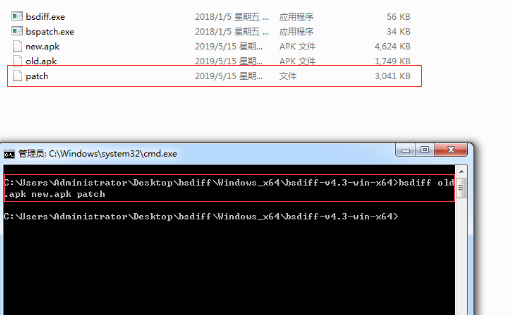 bsdiff.exe 2018/1/5 星期五 ... 应用程序 56 KB
bspatch.exe 2018/1/5 星期五 ... 应用程序 34 KB
new.apk 2019/5/15 星期... APK 文件 4,624 KB
old.apk 2019/5/15 星期... APK 文件 1,749 KB
patch 2019/5/15 星期... 文件 3,041 KB
管理员: C:\Windows\system32\cmd.exe
C:\Users\Administrator\Desktop\bsdiff\Windows_x64\bsdiff-v4.3-win-x64>bsdiff old
.apk new.apk patch
C:\Users\Administrator\Desktop\bsdiff\Windows_x64\bsdiff-v4.3-win-x64>